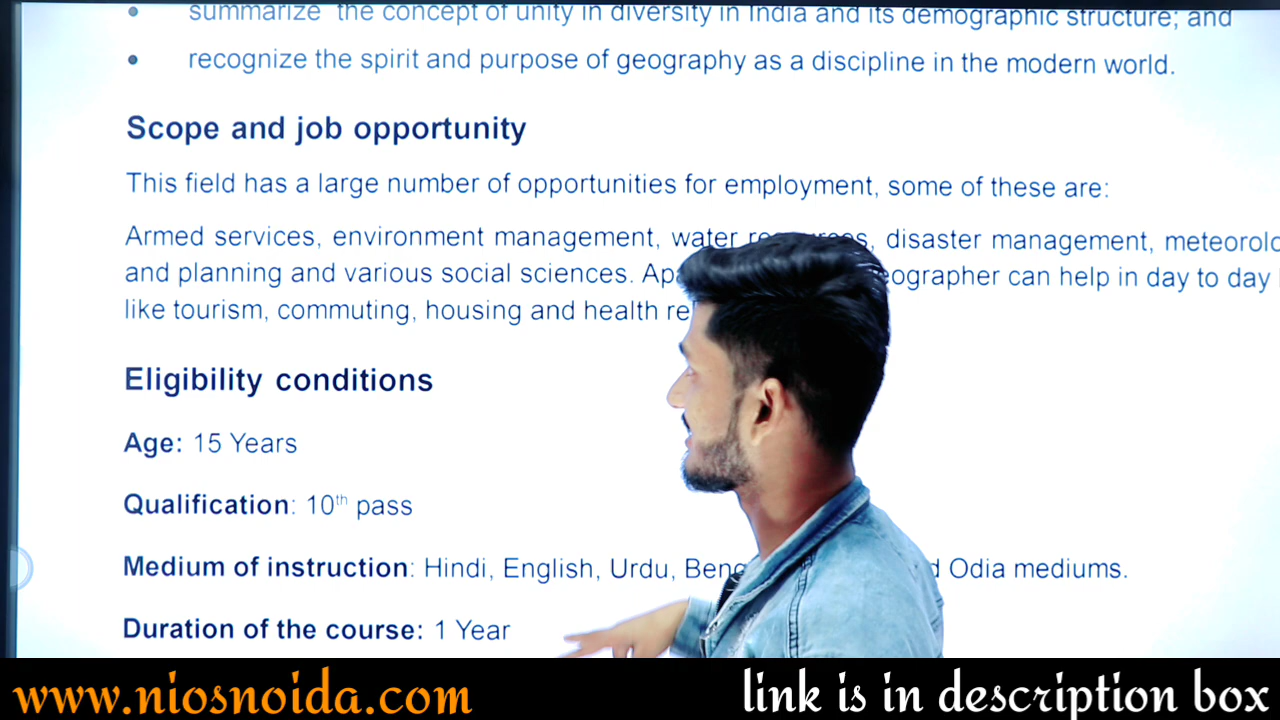 • summarize the concept of unity in diversity in India and its demographic structure; and
• recognize the spirit and purpose of geography as a discipline in the modern world.
Scope and job opportunity
This field has a large number of opportunities for employment, some of these are:
Armed services, environment management, water disaster management,
and planning and various social sciences. can help in day to day
like tourism, commuting, housing and health
Eligibility conditions
Age: 15 Years
Qualification: 10th pass
Medium of instruction: Hindi, English, Urdu, Odia mediums.
Duration of the course: 1 Year
www.niosnoida.com link is in description box